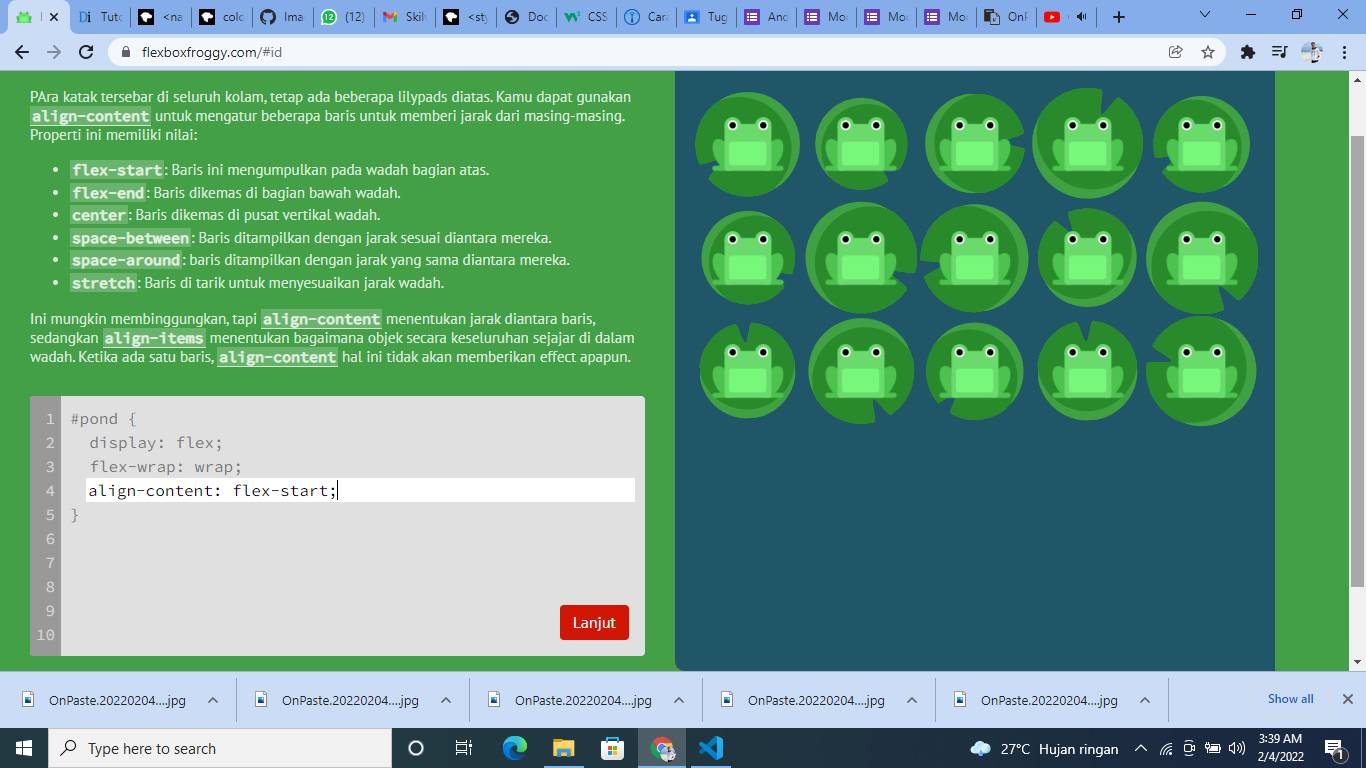 Tuto
<na
colo
Ima
(12)
Skil
<sty
Doc
CSS
Cara
Tug
And
Mod
Mod
Mod
OnP
flexboxfroggy.com/#id
PAra katak tersebar di seluruh kolam, tetap ada beberapa lilypads diatas. Kamu dapat gunakan
align-content untuk mengatur beberapa baris untuk memberi jarak dari masing-masing.
Properti ini memiliki nilai:
• flex-start: Baris ini mengumpulkan pada wadah bagian atas.
• flex-end: Baris dikemas di bagian bawah wadah.
• center: Baris dikemas di pusat vertikal wadah.
• space-between: Baris ditampilkan dengan jarak sesuai diantara mereka.
• space-around: baris ditampilkan dengan jarak yang sama diantara mereka.
• stretch: Baris di tarik untuk menyesuaikan jarak wadah.
Ini mungkin membinggungkan, tapi align-content menentukan jarak diantara baris,
sedangkan align-items menentukan bagaimana objek secara keseluruhan sejajar di dalam
wadah. Ketika ada satu baris, align-content hal ini tidak akan memberikan effect apapun.
1 #pond {
2 display: flex;
3 flex-wrap: wrap;
4 align-content: flex-start;
5 }
6
7
8
9
10
Lanjut
OnPaste.20220204....jpg
OnPaste.20220204....jpg
OnPaste.20220204....jpg
OnPaste.20220204....jpg
OnPaste.20220204....jpg
Show all
Type here to search
27°C Hujan ringan
3:39 AM
2/4/2022
1